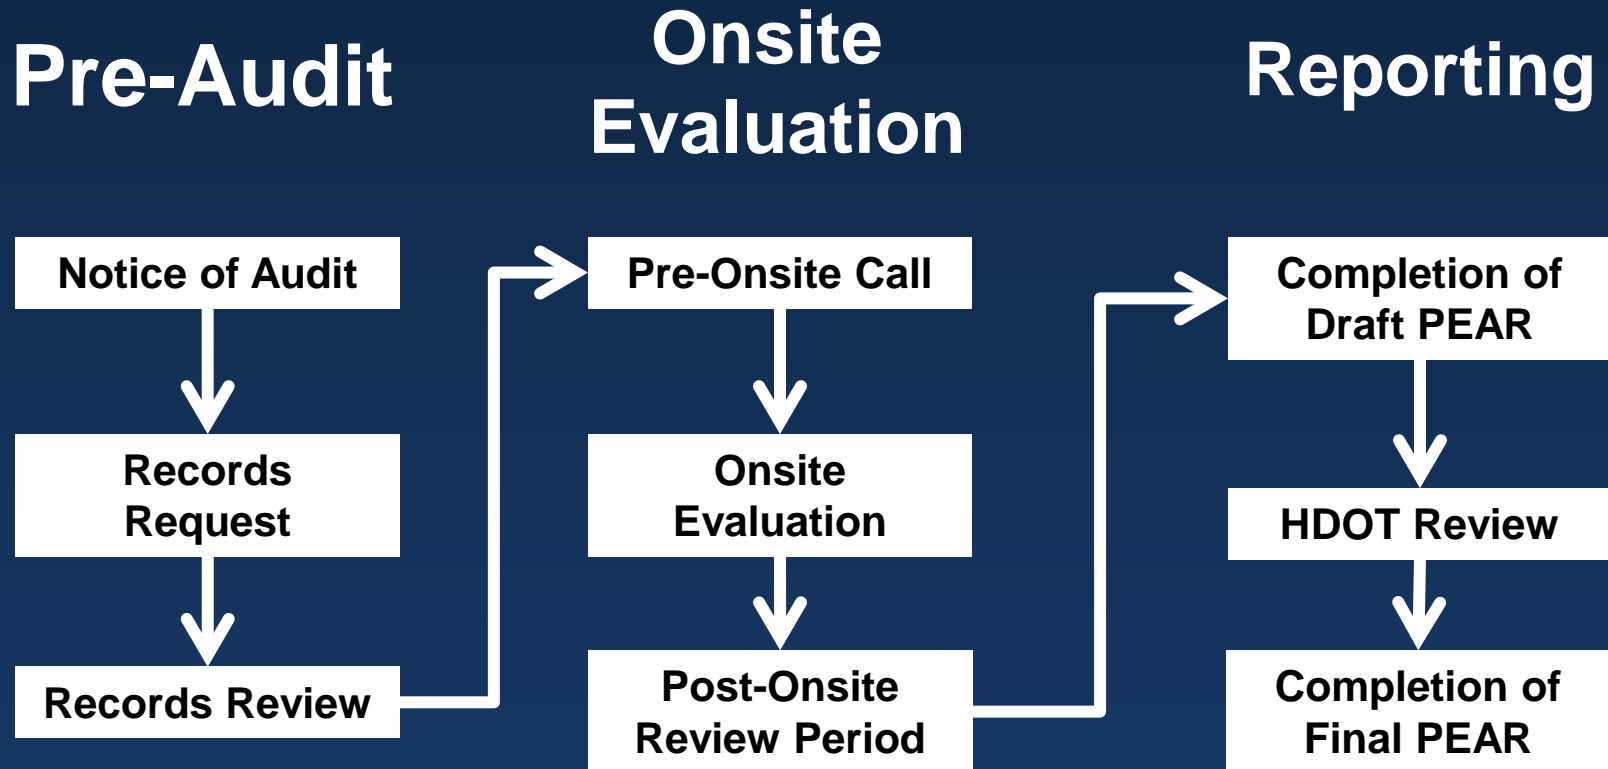 Pre-Audit
Notice of Audit
Records
Request
Records Review
Onsite
Evaluation
Pre-Onsite Call
Onsite
Evaluation
Post-Onsite
Review Period
Reporting
Completion of
Draft PEAR
HDOT Review
Completion of
Final PEAR